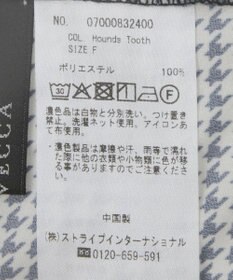 NO. 07000832400
COL Hounds Tooth
SIZE F
ポリエステル 100%
30
F
濃色品は白物と分別洗い。つけ置き
禁止。洗濯ネット使用。アイロンあ
て布使用。
・濃色製品は摩擦や汗、雨等で濡れ
た際に他の衣類や小物類に色が移
る事がありますのでご注意下さい。
中国製
(株)ストライプインターナショナル
0120-659-591
VECCA